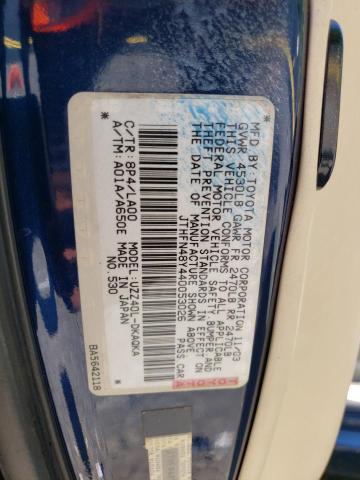 MFD. BY: TOYOTA MOTOR CORPORATION 11/03
GVWR 4530LB GAWR FR 2470LB RR 2470LB
THIS VEHICLE CONFORMS TO ALL APPLICABLE
FEDERAL MOTOR VEHICLE SAFETY, BUMPER AND
THEFT PREVENTION STANDARDS IN EFFECT ON
THE DATE OF MANUFACTURE SHOWN ABOVE.
* JTHFN48Y440053026 * PASS. CAR
C/TR: 8P4/LA00 MODEL: UZZ40L-DKAQKA
A/TM: A01A/A650E MADE IN JAPAN
NO. 530
BA5642118